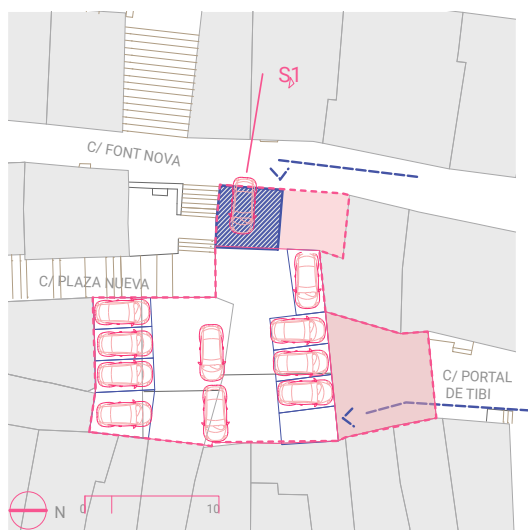 S1
C/ FONT NOVA
C/ PLAZA NUEVA
C/ PORTAL
DE TIBI
N
0
10